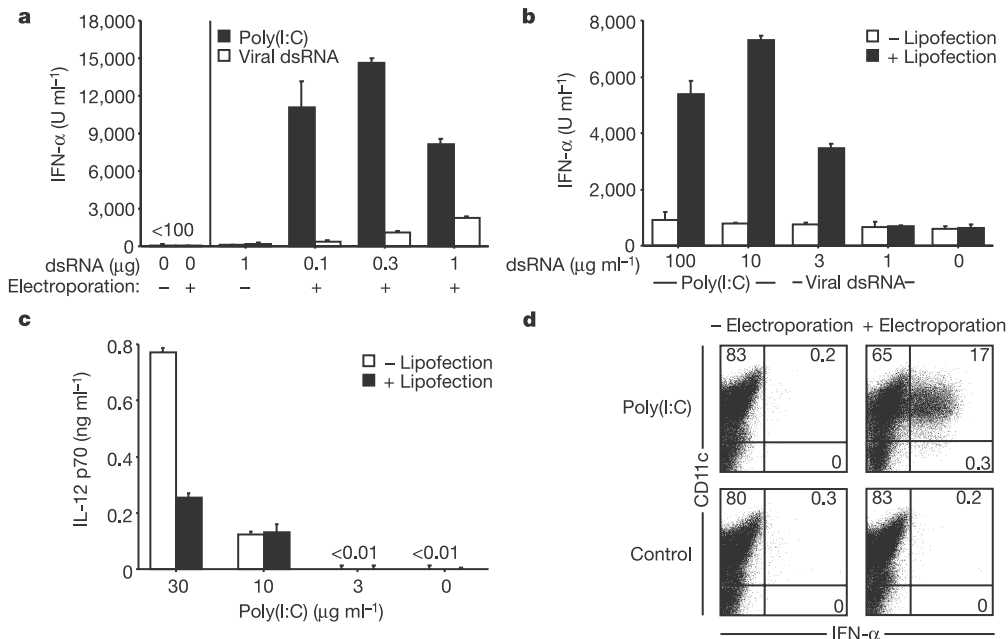 a
18,000
15,000
12,000
9,000
6,000
3,000
0
IFN-α (U ml⁻¹)
Poly(I:C)
Viral dsRNA
<100
dsRNA (μg) 0 0 1 0.1 0.3 1
Electroporation: – + – + + +
b
8,000
6,000
4,000
2,000
0
IFN-α (U ml⁻¹)
– Lipofection
+ Lipofection
dsRNA (μg ml⁻¹) 100 10 3 1 0
Poly(I:C) Viral dsRNA
c
0.8
0.6
0.4
0.2
0
IL-12 p70 (ng ml⁻¹)
– Lipofection
+ Lipofection
<0.01 <0.01
30 10 3 0
Poly(I:C) (μg ml⁻¹)
d
– Electroporation + Electroporation
Poly(I:C)
83 0.2
0
65 17
0.3
Control
80 0.3
0
83 0.2
0
CD11c
IFN-α